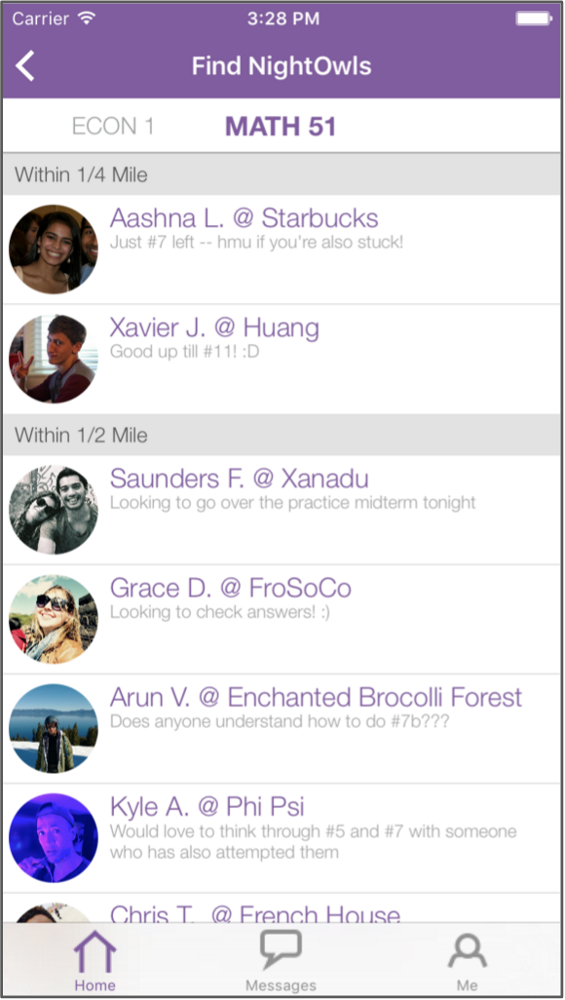 Carrier 3:28 PM
Find NightOwls
ECON 1 MATH 51
Within 1/4 Mile
Aashna L. @ Starbucks
Just #7 left -- hmu if you're also stuck!
Xavier J. @ Huang
Good up till #11! :D
Within 1/2 Mile
Saunders F. @ Xanadu
Looking to go over the practice midterm tonight
Grace D. @ FroSoCo
Looking to check answers! :)
Arun V. @ Enchanted Brocolli Forest
Does anyone understand how to do #7b???
Kyle A. @ Phi Psi
Would love to think through #5 and #7 with someone
who has also attempted them
Chris T. @ French House
Home Messages Me